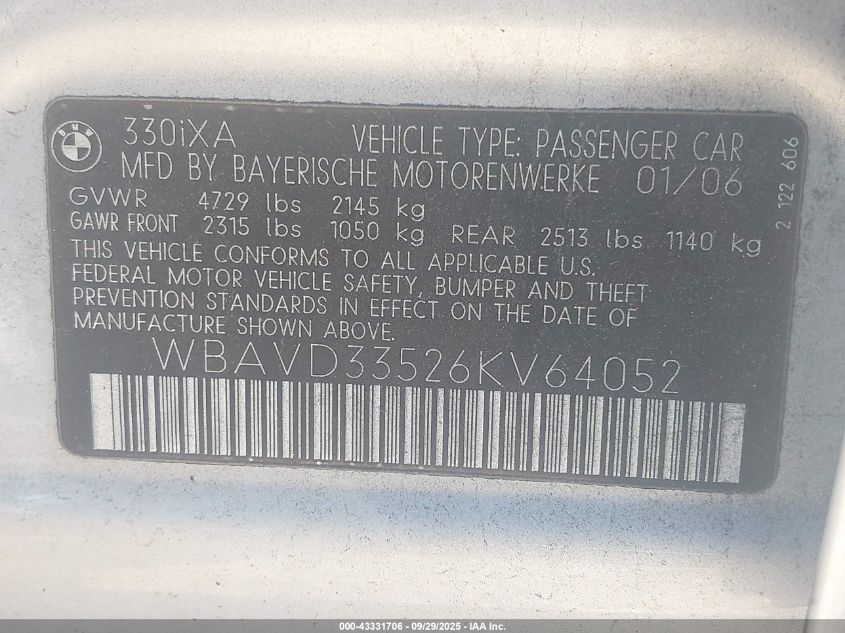 BMW
330iXA VEHICLE TYPE: PASSENGER CAR
MFD BY BAYERISCHE MOTORENWERKE 01/06
GVWR 4729 lbs 2145 kg
GAWR FRONT 2315 lbs 1050 kg REAR 2513 lbs 1140 kg
THIS VEHICLE CONFORMS TO ALL APPLICABLE U.S.
FEDERAL MOTOR VEHICLE SAFETY, BUMPER AND THEFT
PREVENTION STANDARDS IN EFFECT ON THE DATE OF
MANUFACTURE SHOWN ABOVE.
WBAVD33526KV64052
2 122 606
000-43331706 - 09/29/2025 - IAA Inc.